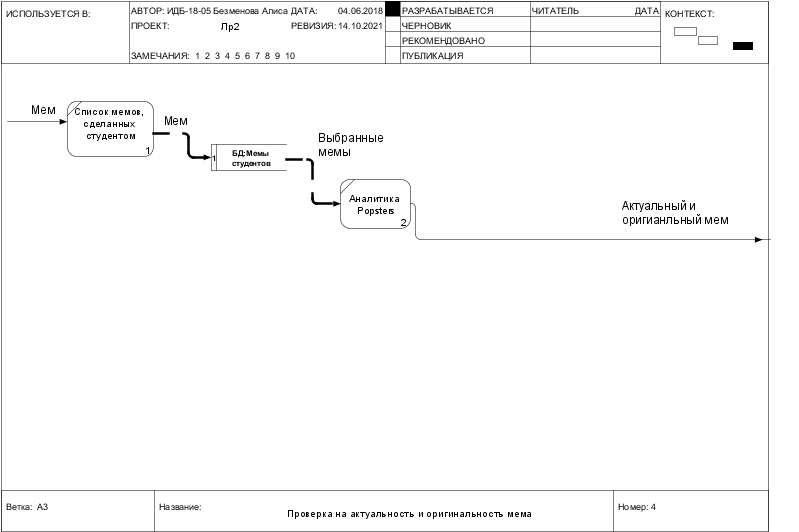 ИСПОЛЬЗУЕТСЯ В:
АВТОР: ИДБ-18-05 Безменова Алиса ДАТА: 04.06.2018
ПРОЕКТ: Лр2 РЕВИЗИЯ: 14.10.2021
ЗАМЕЧАНИЯ: 1 2 3 4 5 6 7 8 9 10
РАЗРАБАТЫВАЕТСЯ
ЧЕРНОВИК
РЕКОМЕНДОВАНО
ПУБЛИКАЦИЯ
ЧИТАТЕЛЬ ДАТА
КОНТЕКСТ:
Мем
Список мемов,
сделанных
студентом
1
Мем
1
БД:Мемы
студентов
Выбранные
мемы
Аналитика
Popsters
2
Актуальный и
оригианльный мем
Ветка: A3
Название:
Проверка на актуальность и оригинальность мема
Номер: 4